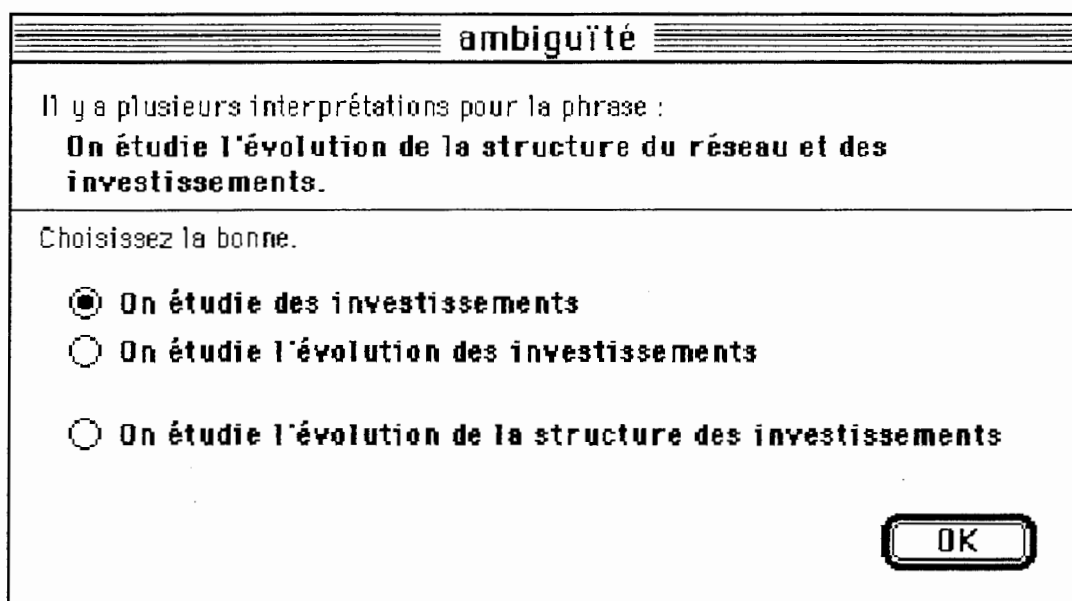 ambiguïté
Il y a plusieurs interprétations pour la phrase :
On étudie l'évolution de la structure du réseau et des
investissements.
Choisissez la bonne.
On étudie des investissements
On étudie l'évolution des investissements
On étudie l'évolution de la structure des investissements
OK